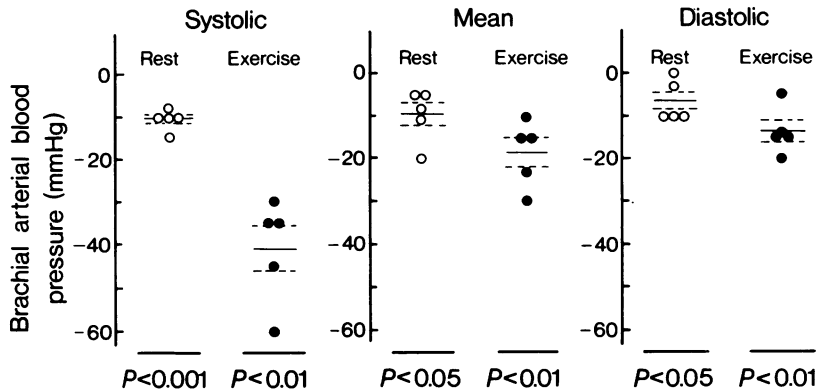 Systolic Mean Diastolic
Rest Exercise Rest Exercise Rest Exercise
Brachial arterial blood
pressure (mmHg)
0 0 0
-20 -20 -20
-40 -40 -40
-60 -60 -60
P<0.001 P<0.01 P<0.05 P<0.01 P<0.05 P<0.01